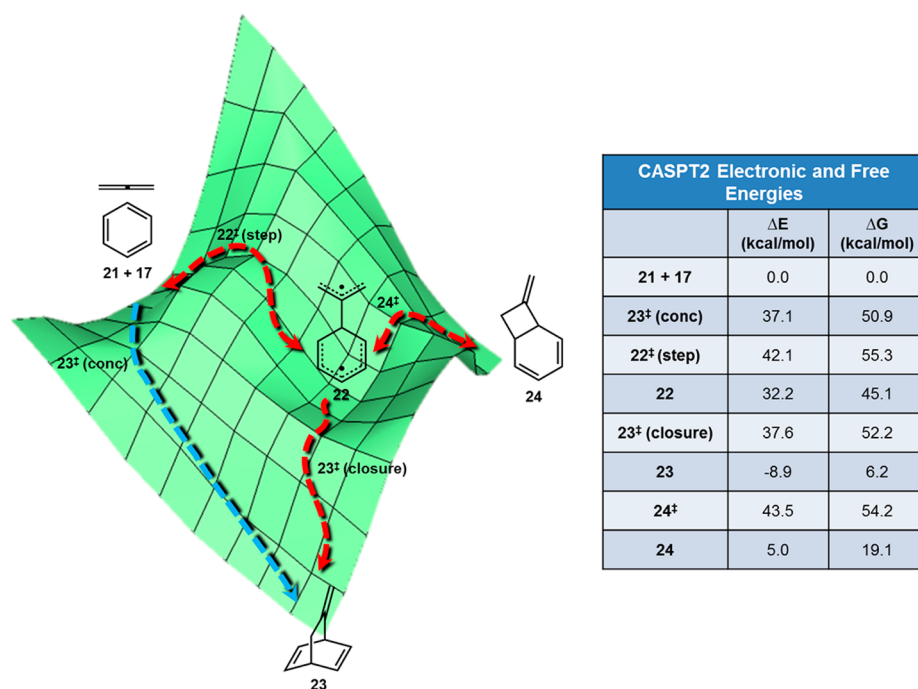 21 + 17
22‡ (step)
23‡ (conc)
22
24‡
24
23‡ (closure)
23
CASPT2 Electronic and Free
Energies
ΔE
(kcal/mol)
ΔG
(kcal/mol)
21 + 17 0.0 0.0
23‡ (conc) 37.1 50.9
22‡ (step) 42.1 55.3
22 32.2 45.1
23‡ (closure) 37.6 52.2
23 -8.9 6.2
24‡ 43.5 54.2
24 5.0 19.1